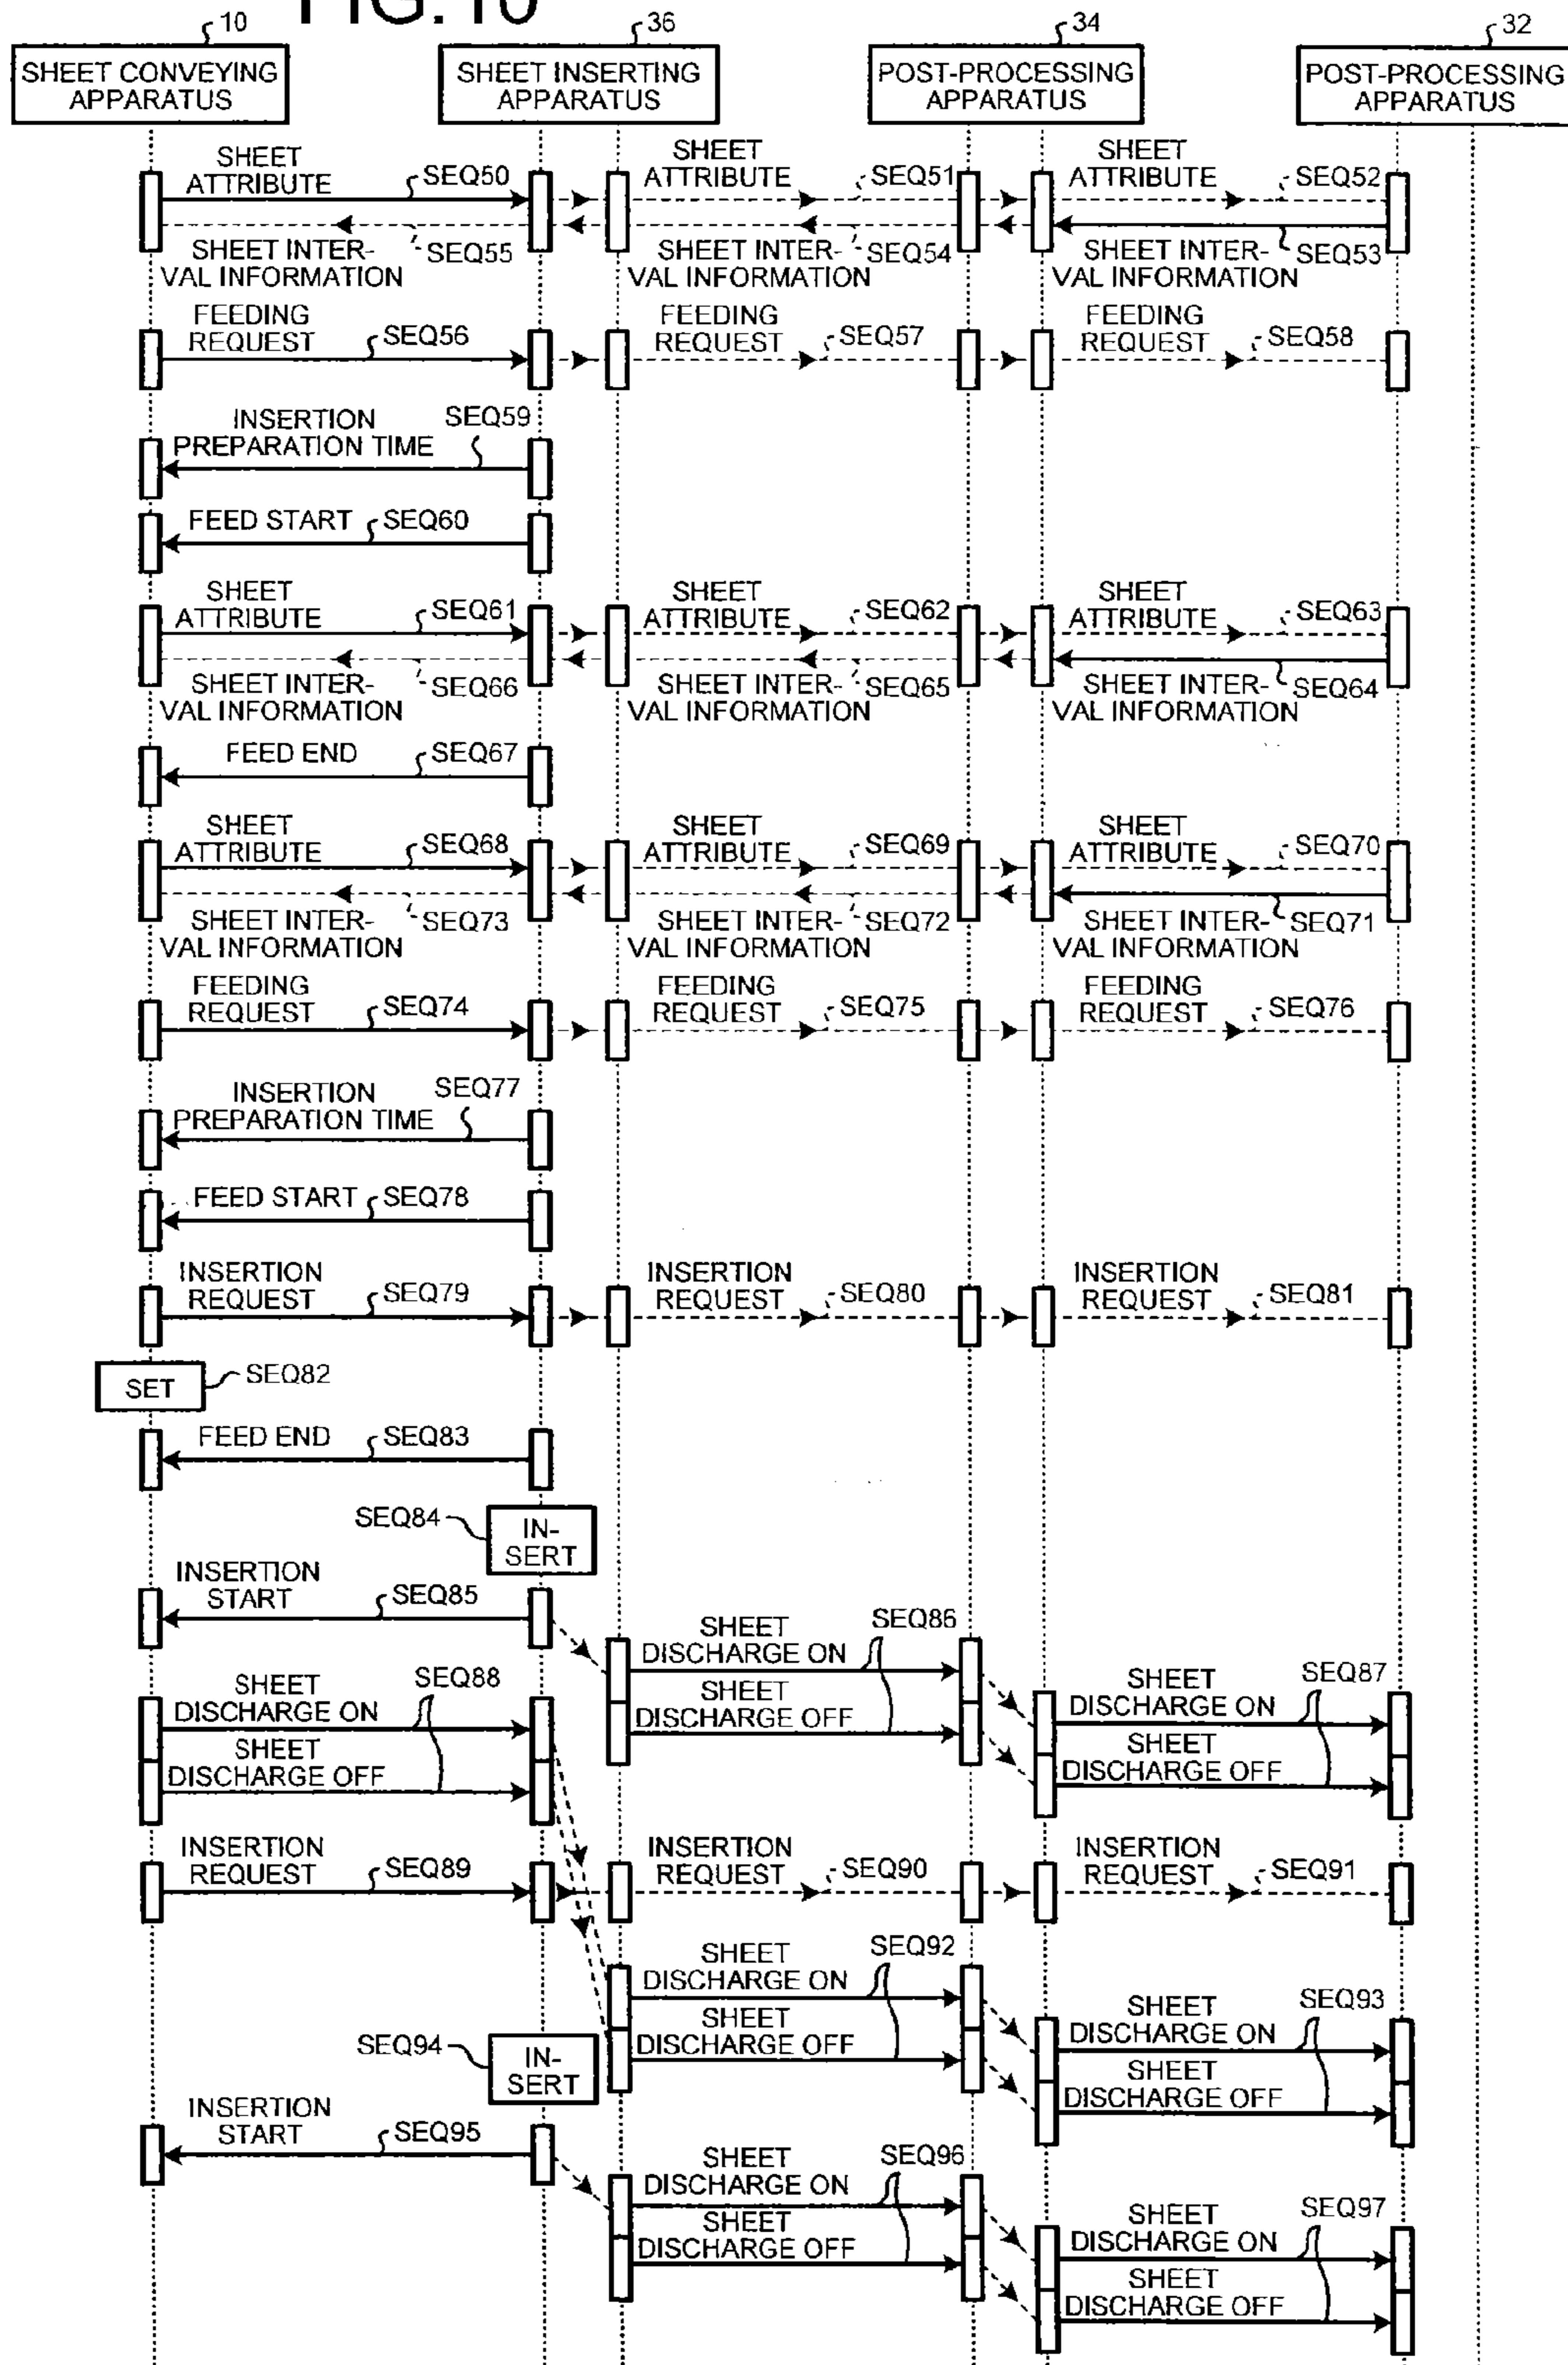 FIG. 10
10
36
34
32
SHEET CONVEYING
APPARATUS
SHEET INSERTING
APPARATUS
POST-PROCESSING
APPARATUS
POST-PROCESSING
APPARATUS
SHEET
ATTRIBUTE
SEQ50
SHEET
ATTRIBUTE
SEQ51
SHEET
ATTRIBUTE
SEQ52
SHEET INTER-
VAL INFORMATION
SEQ55
SHEET INTER-
VAL INFORMATION
SEQ54
SHEET INTER-
VAL INFORMATION
SEQ53
FEEDING
REQUEST
SEQ56
FEEDING
REQUEST
SEQ57
FEEDING
REQUEST
SEQ58
INSERTION
PREPARATION TIME
SEQ59
FEED START
SEQ60
SHEET
ATTRIBUTE
SEQ61
SHEET
ATTRIBUTE
SEQ62
SHEET
ATTRIBUTE
SEQ63
SHEET INTER-
VAL INFORMATION
SEQ66
SHEET INTER-
VAL INFORMATION
SEQ65
SHEET INTER-
VAL INFORMATION
SEQ64
FEED END
SEQ67
SHEET
ATTRIBUTE
SEQ68
SHEET
ATTRIBUTE
SEQ69
SHEET
ATTRIBUTE
SEQ70
SHEET INTER-
VAL INFORMATION
SEQ73
SHEET INTER-
VAL INFORMATION
SEQ72
SHEET INTER-
VAL INFORMATION
SEQ71
FEEDING
REQUEST
SEQ74
FEEDING
REQUEST
SEQ75
FEEDING
REQUEST
SEQ76
INSERTION
PREPARATION TIME
SEQ77
FEED START
SEQ78
INSERTION
REQUEST
SEQ79
INSERTION
REQUEST
SEQ80
INSERTION
REQUEST
SEQ81
SET
SEQ82
FEED END
SEQ83
SEQ84
IN-
SERT
INSERTION
START
SEQ85
SHEET
DISCHARGE ON
SEQ86
SHEET
DISCHARGE OFF
SHEET
DISCHARGE ON
SEQ87
SHEET
DISCHARGE OFF
SHEET
DISCHARGE ON
SEQ88
SHEET
DISCHARGE OFF
INSERTION
REQUEST
SEQ89
INSERTION
REQUEST
SEQ90
INSERTION
REQUEST
SEQ91
SHEET
DISCHARGE ON
SEQ92
SHEET
DISCHARGE OFF
SHEET
DISCHARGE ON
SEQ93
SHEET
DISCHARGE OFF
SEQ94
IN-
SERT
INSERTION
START
SEQ95
SHEET
DISCHARGE ON
SEQ96
SHEET
DISCHARGE OFF
SHEET
DISCHARGE ON
SEQ97
SHEET
DISCHARGE OFF